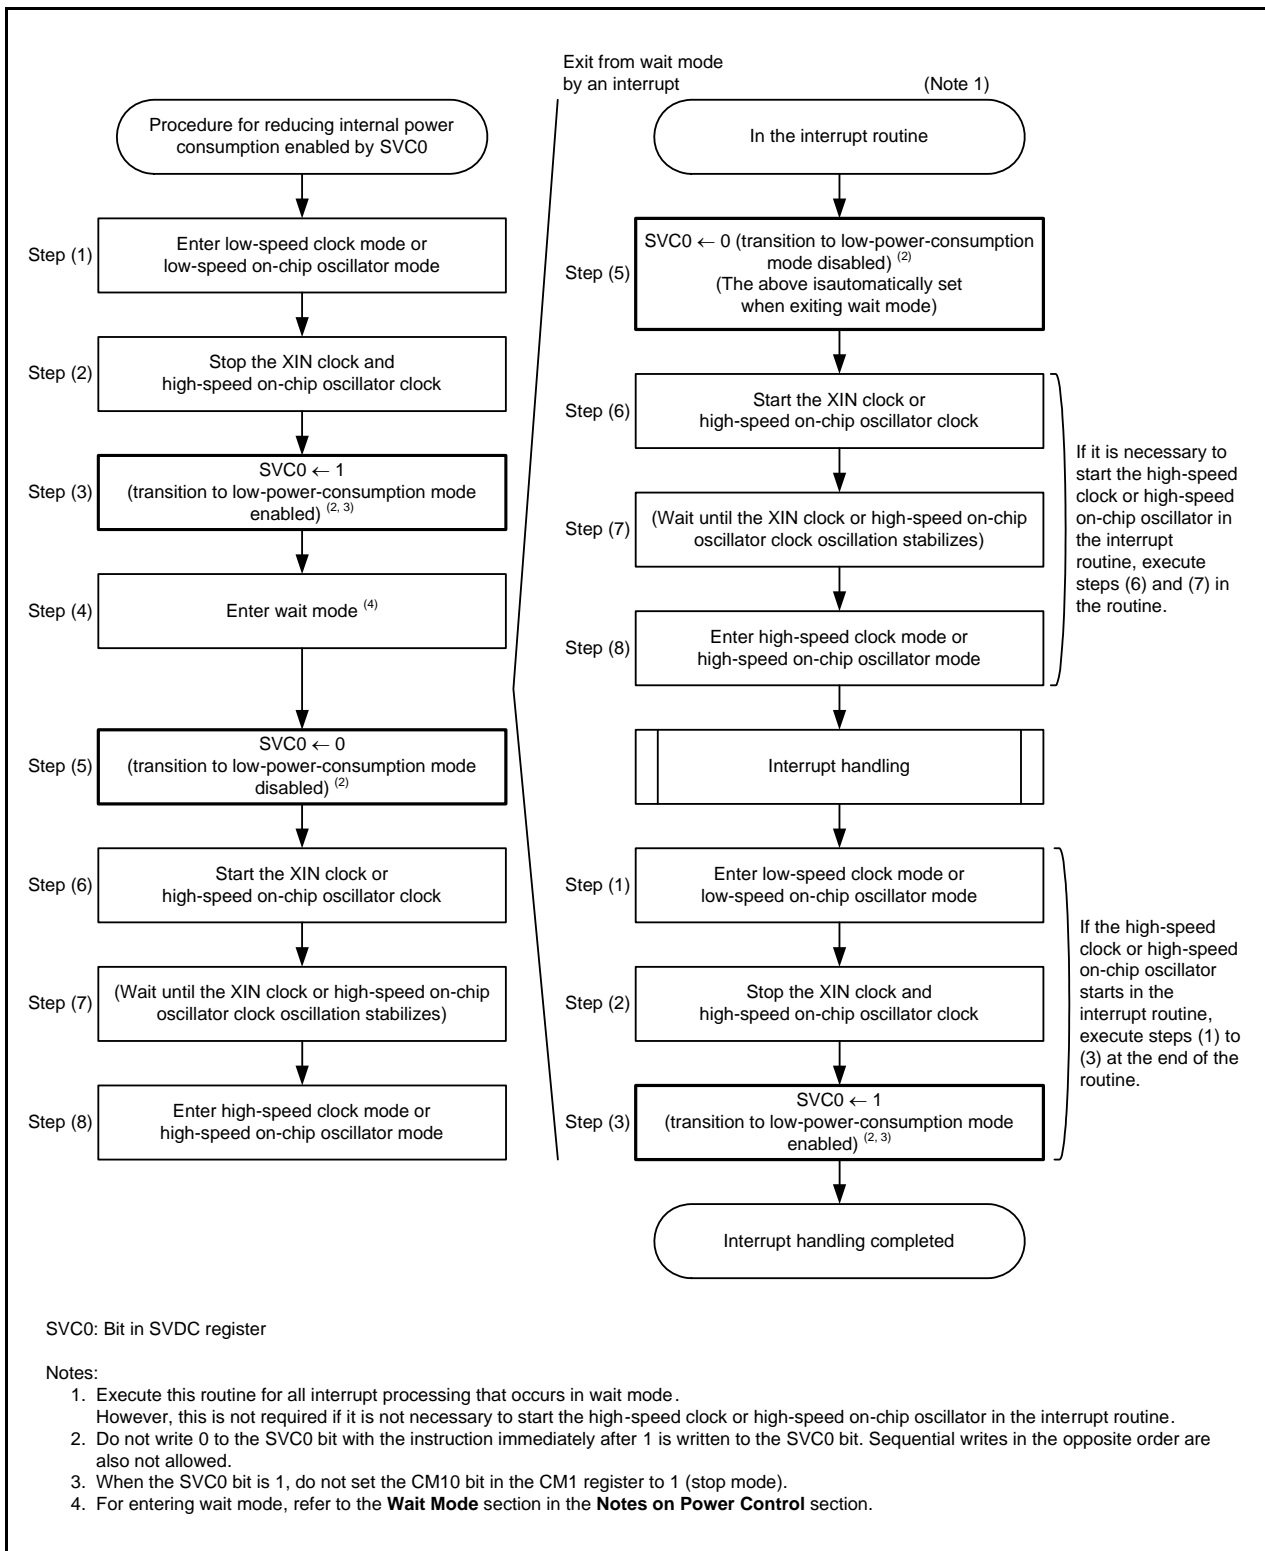 Exit from wait mode
by an interrupt
(Note 1)
Procedure for reducing internal power
consumption enabled by SVC0
Step (1)
Enter low-speed clock mode or
low-speed on-chip oscillator mode
Step (2)
Stop the XIN clock and
high-speed on-chip oscillator clock
Step (3)
SVC0 ← 1
(transition to low-power-consumption mode
enabled) (2, 3)
Step (4)
Enter wait mode (4)
Step (5)
SVC0 ← 0
(transition to low-power-consumption mode
disabled) (2)
Step (6)
Start the XIN clock or
high-speed on-chip oscillator clock
Step (7)
(Wait until the XIN clock or high-speed on-chip
oscillator clock oscillation stabilizes)
Step (8)
Enter high-speed clock mode or
high-speed on-chip oscillator mode
In the interrupt routine
Step (5)
SVC0 ← 0 (transition to low-power-consumption
mode disabled) (2)
(The above isautomatically set
when exiting wait mode)
Step (6)
Start the XIN clock or
high-speed on-chip oscillator clock
Step (7)
(Wait until the XIN clock or high-speed on-chip
oscillator clock oscillation stabilizes)
Step (8)
Enter high-speed clock mode or
high-speed on-chip oscillator mode
If it is necessary to
start the high-speed
clock or high-speed
on-chip oscillator in
the interrupt
routine, execute
steps (6) and (7) in
the routine.
Interrupt handling
Step (1)
Enter low-speed clock mode or
low-speed on-chip oscillator mode
Step (2)
Stop the XIN clock and
high-speed on-chip oscillator clock
Step (3)
SVC0 ← 1
(transition to low-power-consumption mode
enabled) (2, 3)
If the high-speed
clock or high-speed
on-chip oscillator
starts in the
interrupt routine,
execute steps (1) to
(3) at the end of the
routine.
Interrupt handling completed
SVC0: Bit in SVDC register
Notes:
1. Execute this routine for all interrupt processing that occurs in wait mode.
However, this is not required if it is not necessary to start the high-speed clock or high-speed on-chip oscillator in the interrupt routine.
2. Do not write 0 to the SVC0 bit with the instruction immediately after 1 is written to the SVC0 bit. Sequential writes in the opposite order are
also not allowed.
3. When the SVC0 bit is 1, do not set the CM10 bit in the CM1 register to 1 (stop mode).
4. For entering wait mode, refer to the Wait Mode section in the Notes on Power Control section.